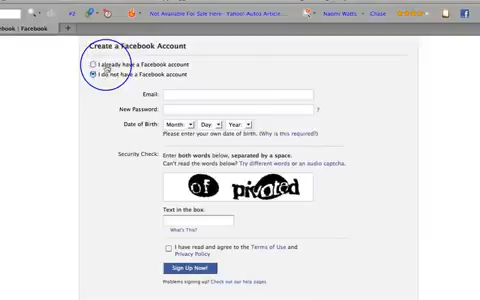 #2
Not Available For Sale Here - Yahoo! Autos Article...
Naomi Watts
Chase
Facebook | Facebook
Create a Facebook Account
I already have a Facebook account
I do not have a Facebook account
Email:
New Password:
?
Date of Birth: Month: Day: Year:
Please enter your own date of birth. (Why is this required?)
Security Check: Enter both words below, separated by a space.
Can't read the words below? Try different words or an audio captcha.
of pivoted
Text in the box:
What's This?
I have read and agree to the Terms of Use and
Privacy Policy
Sign Up Now!
Problems signing up? Check out our help pages.